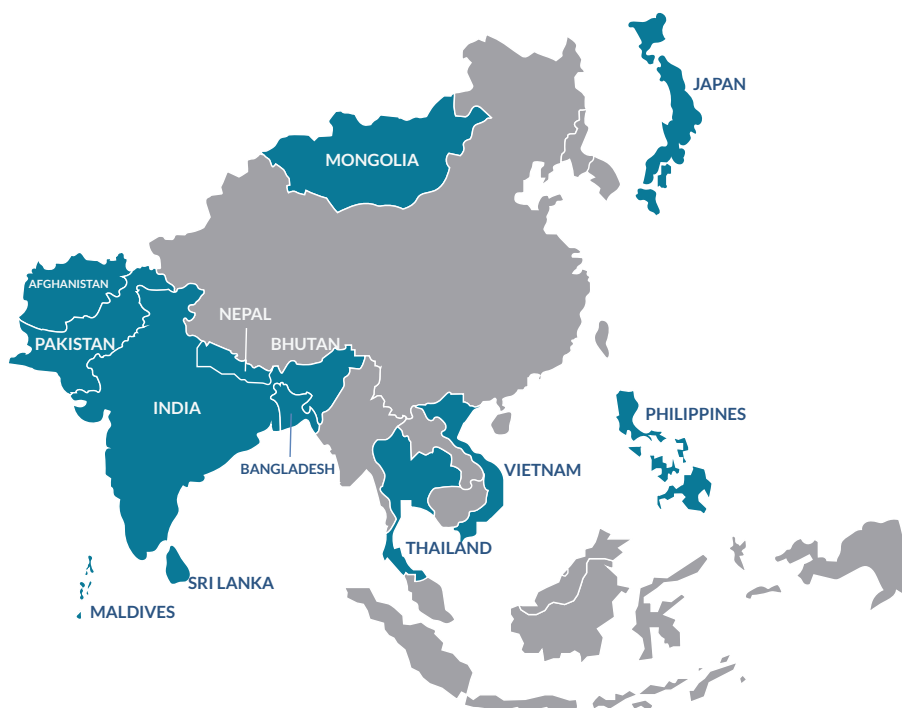 JAPAN
MONGOLIA
AFGHANISTAN
NEPAL
PAKISTAN
BHUTAN
INDIA
PHILIPPINES
BANGLADESH
VIETNAM
THAILAND
SRI LANKA
MALDIVES